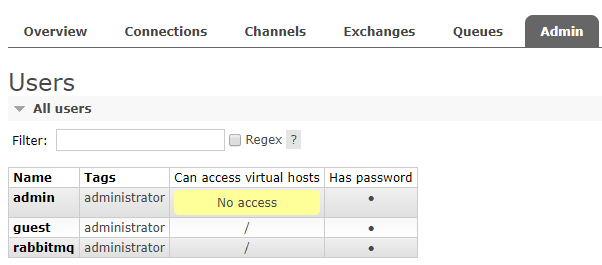 Overview Connections Channels Exchanges Queues Admin
Users
All users
Filter: Regex ?
Name Tags Can access virtual hosts Has password
admin administrator No access •
guest administrator / •
rabbitmq administrator / •